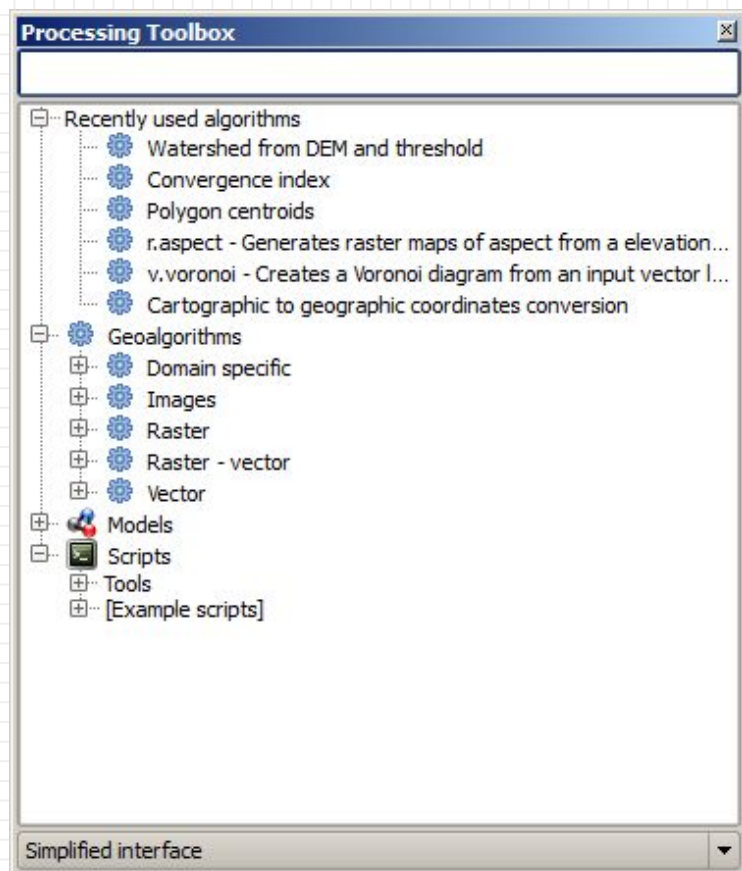 Processing Toolbox
Recently used algorithms
Watershed from DEM and threshold
Convergence index
Polygon centroids
r.aspect - Generates raster maps of aspect from a elevation...
v.voronoi - Creates a Voronoi diagram from an input vector l...
Cartographic to geographic coordinates conversion
Geoalgorithms
Domain specific
Images
Raster
Raster - vector
Vector
Models
Scripts
Tools
[Example scripts]
Simplified interface